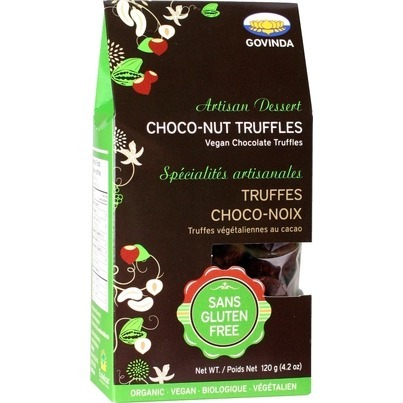 GOVINDA
Artisan Dessert
CHOCO-NUT TRUFFLES
Vegan Chocolate Truffles
Spécialités artisanales
TRUFFES
CHOCO-NOIX
Truffes végétaliennes au cacao
SANS
GLUTEN
FREE
Net WT. / Poids Net 120 g (4.2 oz)
ORGANIC - VEGAN - BIOLOGIQUE - VÉGÉTALIEN